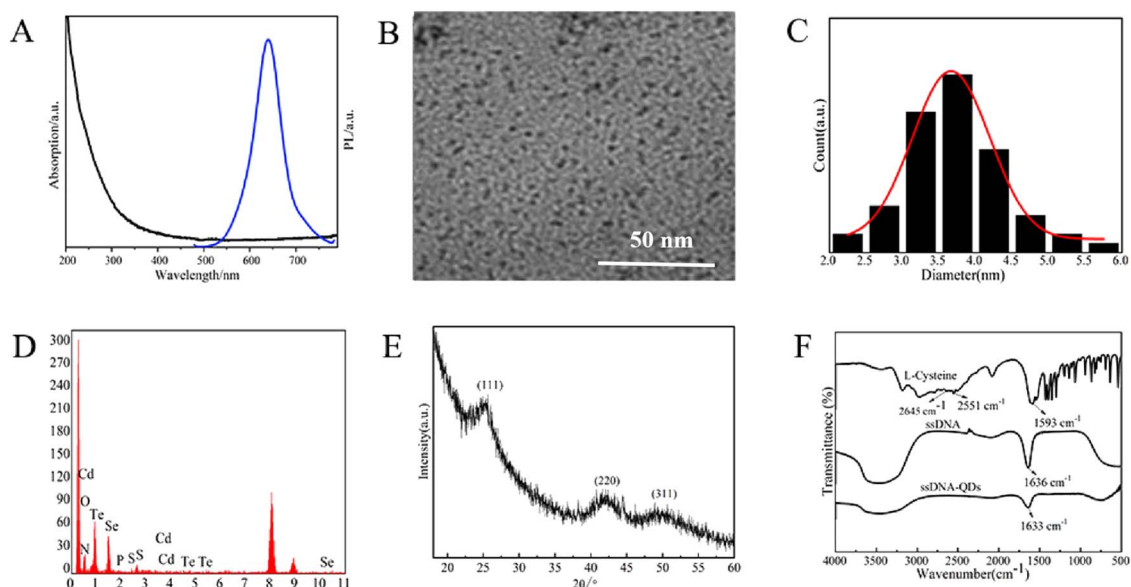 A
Absorption/a.u.
PL/a.u.
200 300 400 500 600 700
Wavelength/nm
B
50 nm
C
Count(a.u.)
2.0 3.0 3.5 4.0 4.5 5.0 5.5 6.0
Diameter(nm)
D
300
270
240
210
180
150
120
90
60
30
0
Cd
O
Te
N
Se
P
S
S
Cd
Cd
Te
Te
Se
0 1 2 3 4 5 6 7 8 9 10 11
E
Intensity(a.u.)
(111)
(220)
(311)
20 25 30 35 40 45 50 55 60
2θ/°
F
Transmittance (%)
L-Cysteine
2645 cm-1
2551 cm-1
1593 cm-1
ssDNA
1636 cm-1
ssDNA-QDs
1633 cm-1
4000 3500 3000 2500 2000 1500 1000 500
Wavenumber(cm-1)